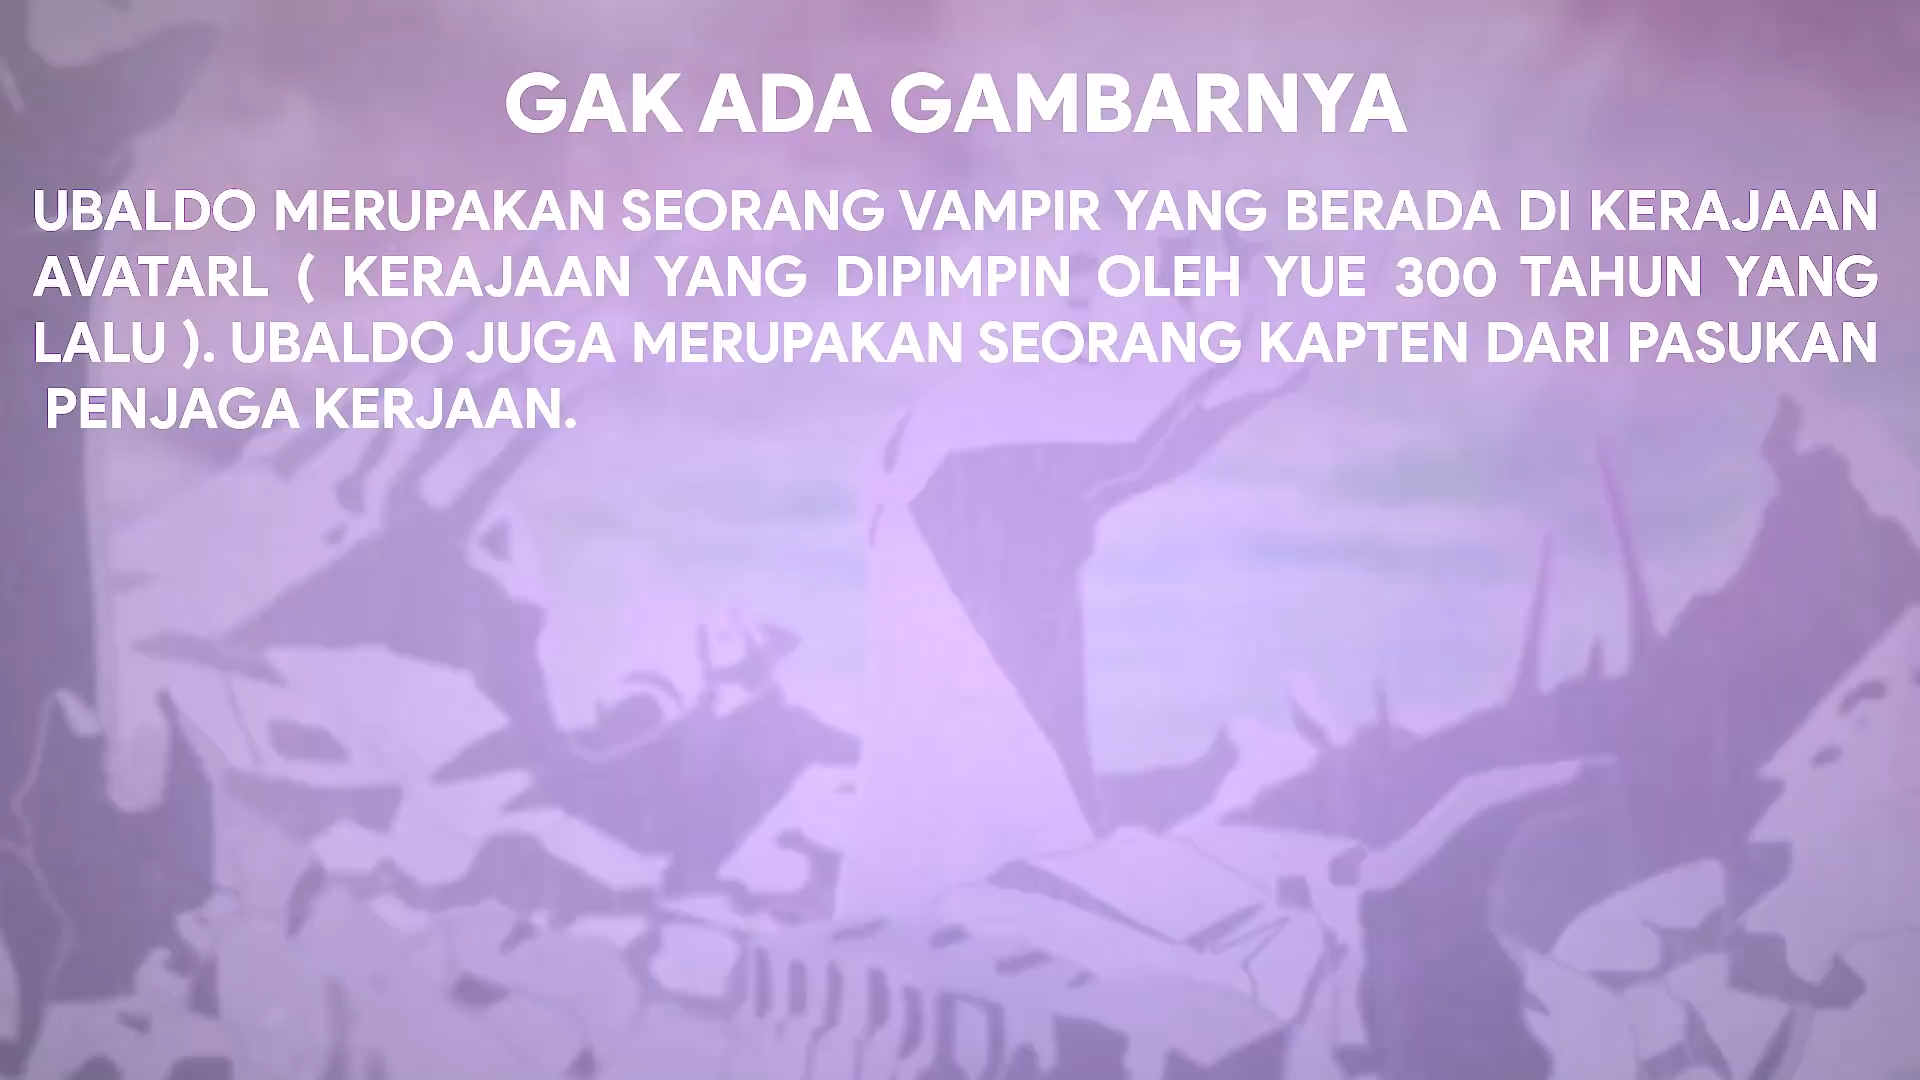 GAK ADA GAMBARNYA
UBALDO MERUPAKAN SEORANG VAMPIR YANG BERADA DI KERAJAAN
AVATARL ( KERAJAAN YANG DIPIMPIN OLEH YUE 300 TAHUN YANG
LALU ). UBALDO JUGA MERUPAKAN SEORANG KAPTEN DARI PASUKAN
PENJAGA KERJAAN.